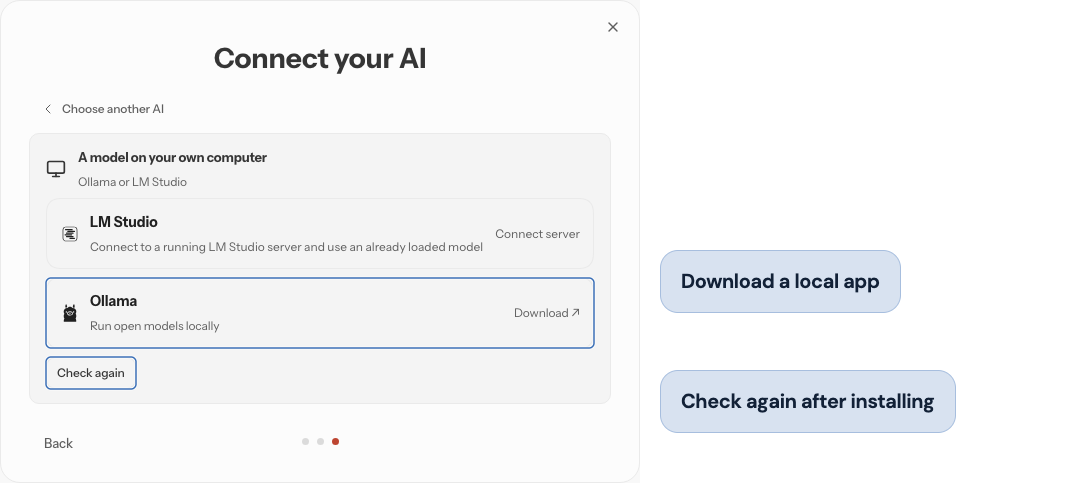 Connect your AI
Choose another AI
A model on your own computer
Ollama or LM Studio
LM Studio
Connect to a running LM Studio server and use an already loaded model
Connect server
Ollama
Run open models locally
Download ↗
Check again
Back
Download a local app
Check again after installing